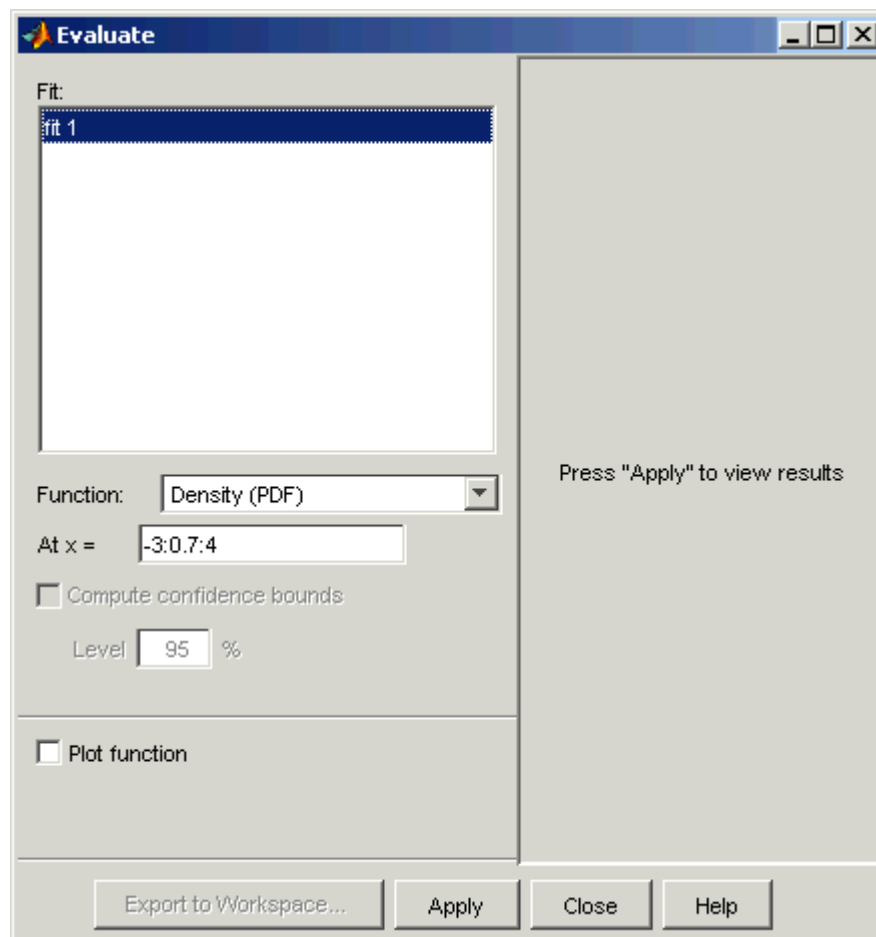 Evaluate
Fit:
fit 1
Function: Density (PDF)
At x = -3:0.7:4
Compute confidence bounds
Level 95 %
Plot function
Press "Apply" to view results
Export to Workspace... Apply Close Help